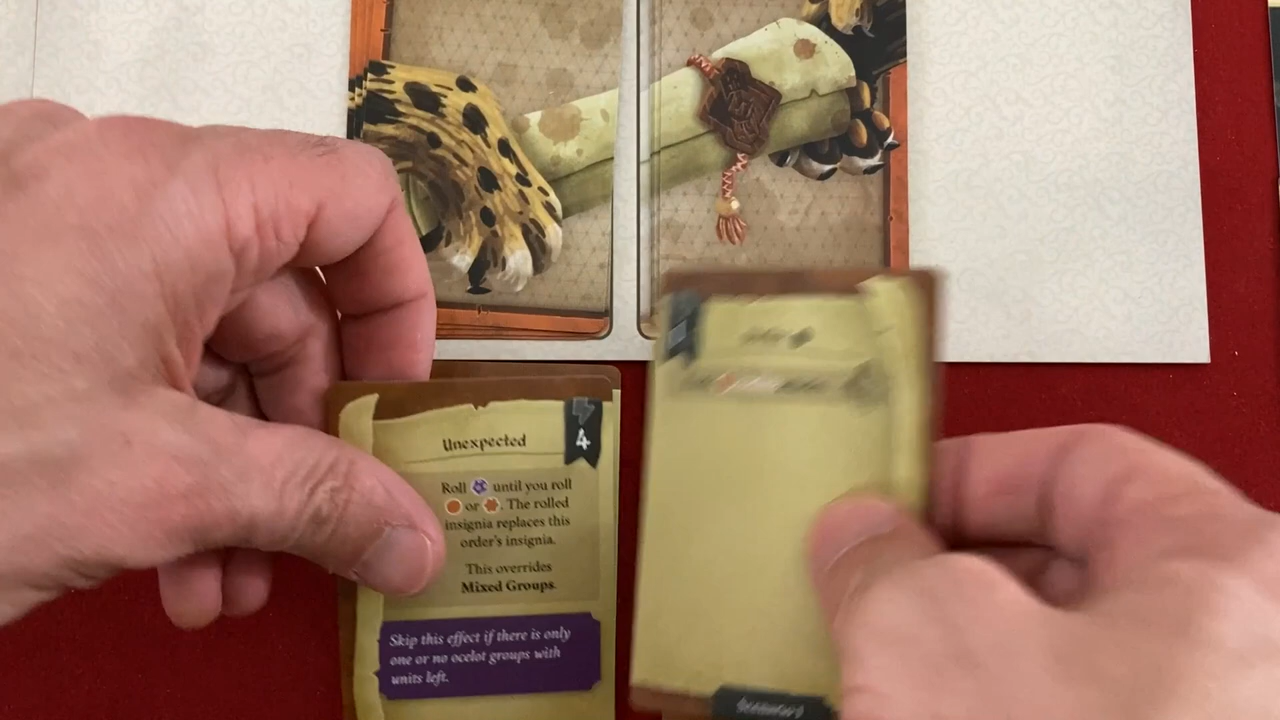 Unexpected
4
Roll until you roll
or . The rolled
insignia replaces this
order's insignia.
This overrides
Mixed Groups.
Skip this effect if there is only
one or no ocelot groups with
units left.